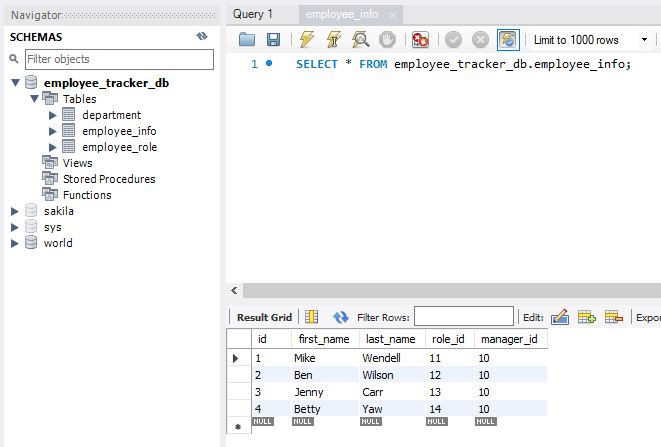 Navigator
SCHEMAS
Filter objects
employee_tracker_db
Tables
department
employee_info
employee_role
Views
Stored Procedures
Functions
sakila
sys
world
Query 1 employee_info
Limit to 1000 rows
1 SELECT * FROM employee_tracker_db.employee_info;
Result Grid Filter Rows: Edit: Expor
id first_name last_name role_id manager_id
1 Mike Wendell 11 10
2 Ben Wilson 12 10
3 Jenny Carr 13 10
4 Betty Yaw 14 10
NULL NULL NULL NULL NULL